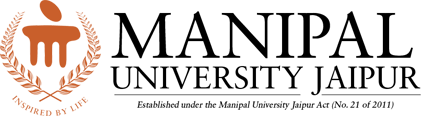 MANIPAL
UNIVERSITY JAIPUR
INSPIRED BY LIFE
Established under the Manipal University Jaipur Act (No. 21 of 2011)